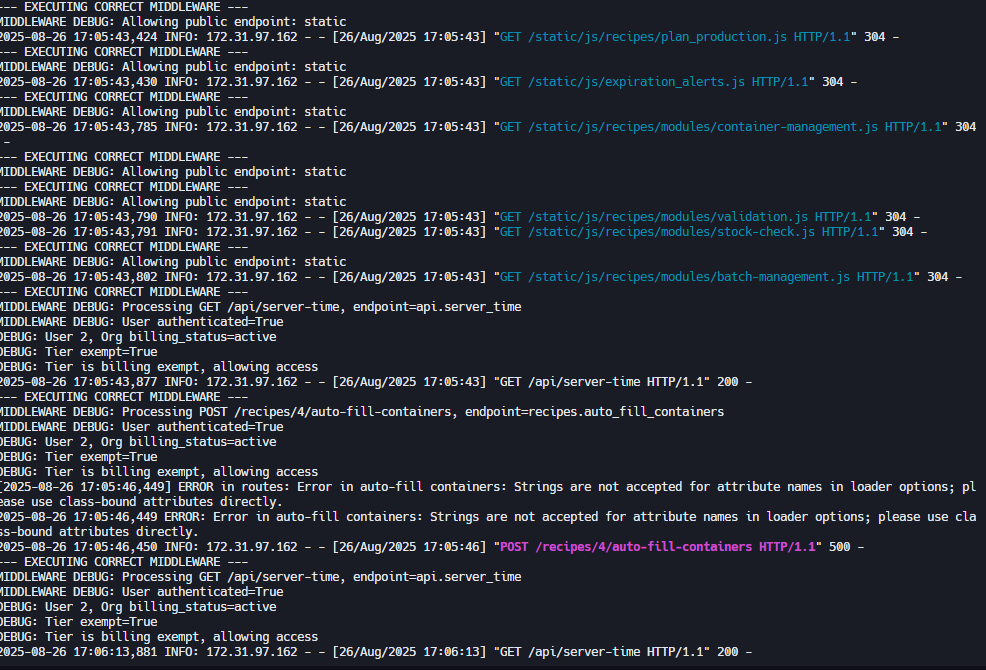 --- EXECUTING CORRECT MIDDLEWARE ---
MIDDLEWARE DEBUG: Allowing public endpoint: static
2025-08-26 17:05:43,424 INFO: 172.31.97.162 - - [26/Aug/2025 17:05:43] "GET /static/js/recipes/plan_production.js HTTP/1.1" 304 -
--- EXECUTING CORRECT MIDDLEWARE ---
MIDDLEWARE DEBUG: Allowing public endpoint: static
2025-08-26 17:05:43,430 INFO: 172.31.97.162 - - [26/Aug/2025 17:05:43] "GET /static/js/expiration_alerts.js HTTP/1.1" 304 -
--- EXECUTING CORRECT MIDDLEWARE ---
MIDDLEWARE DEBUG: Allowing public endpoint: static
2025-08-26 17:05:43,785 INFO: 172.31.97.162 - - [26/Aug/2025 17:05:43] "GET /static/js/recipes/modules/container-management.js HTTP/1.1" 304
-
--- EXECUTING CORRECT MIDDLEWARE ---
MIDDLEWARE DEBUG: Allowing public endpoint: static
--- EXECUTING CORRECT MIDDLEWARE ---
MIDDLEWARE DEBUG: Allowing public endpoint: static
2025-08-26 17:05:43,790 INFO: 172.31.97.162 - - [26/Aug/2025 17:05:43] "GET /static/js/recipes/modules/validation.js HTTP/1.1" 304 -
2025-08-26 17:05:43,791 INFO: 172.31.97.162 - - [26/Aug/2025 17:05:43] "GET /static/js/recipes/modules/stock-check.js HTTP/1.1" 304 -
--- EXECUTING CORRECT MIDDLEWARE ---
MIDDLEWARE DEBUG: Allowing public endpoint: static
2025-08-26 17:05:43,802 INFO: 172.31.97.162 - - [26/Aug/2025 17:05:43] "GET /static/js/recipes/modules/batch-management.js HTTP/1.1" 304 -
--- EXECUTING CORRECT MIDDLEWARE ---
MIDDLEWARE DEBUG: Processing GET /api/server-time, endpoint=api.server_time
MIDDLEWARE DEBUG: User authenticated=True
DEBUG: User 2, Org billing_status=active
DEBUG: Tier exempt=True
DEBUG: Tier is billing exempt, allowing access
2025-08-26 17:05:43,877 INFO: 172.31.97.162 - - [26/Aug/2025 17:05:43] "GET /api/server-time HTTP/1.1" 200 -
--- EXECUTING CORRECT MIDDLEWARE ---
MIDDLEWARE DEBUG: Processing POST /recipes/4/auto-fill-containers, endpoint=recipes.auto_fill_containers
MIDDLEWARE DEBUG: User authenticated=True
DEBUG: User 2, Org billing_status=active
DEBUG: Tier exempt=True
DEBUG: Tier is billing exempt, allowing access
[2025-08-26 17:05:46,449] ERROR in routes: Error in auto-fill containers: Strings are not accepted for attribute names in loader options; pl
ease use class-bound attributes directly.
2025-08-26 17:05:46,449 ERROR: Error in auto-fill containers: Strings are not accepted for attribute names in loader options; please use cla
ss-bound attributes directly.
2025-08-26 17:05:46,450 INFO: 172.31.97.162 - - [26/Aug/2025 17:05:46] "POST /recipes/4/auto-fill-containers HTTP/1.1" 500 -
--- EXECUTING CORRECT MIDDLEWARE ---
MIDDLEWARE DEBUG: Processing GET /api/server-time, endpoint=api.server_time
MIDDLEWARE DEBUG: User authenticated=True
DEBUG: User 2, Org billing_status=active
DEBUG: Tier exempt=True
DEBUG: Tier is billing exempt, allowing access
2025-08-26 17:06:13,881 INFO: 172.31.97.162 - - [26/Aug/2025 17:06:13] "GET /api/server-time HTTP/1.1" 200 -